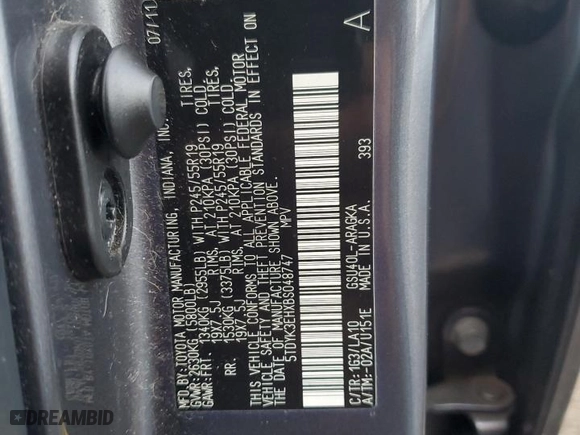 07/11
MFD.BY:TOYOTA MOTOR MANUFACTURING, INDIANA, INC.
GVWR: 2630KG (5800LB)
GAWR:FRT. 1340KG (2955LB) WITH P245/55R19 TIRES,
19X7.5J RIMS, AT 210KPA (30PSI) COLD
RR. 1530KG (3375LB) WITH P245/55R19 TIRES,
19X7.5J RIMS, AT 210KPA (30PSI) COLD
THIS VEHICLE CONFORMS TO ALL APPLICABLE FEDERAL MOTOR
VEHICLE SAFETY AND THEFT PREVENTION STANDARDS IN EFFECT ON
THE DATE OF MANUFACTURE SHOWN ABOVE.
5TDYK3EHXBS048747 MPV
C/TR:1G3/LA10 GSU40L-ARAGKA
A/TM:-02A/U151E MADE IN U.S.A. 393
A
DREAMBID